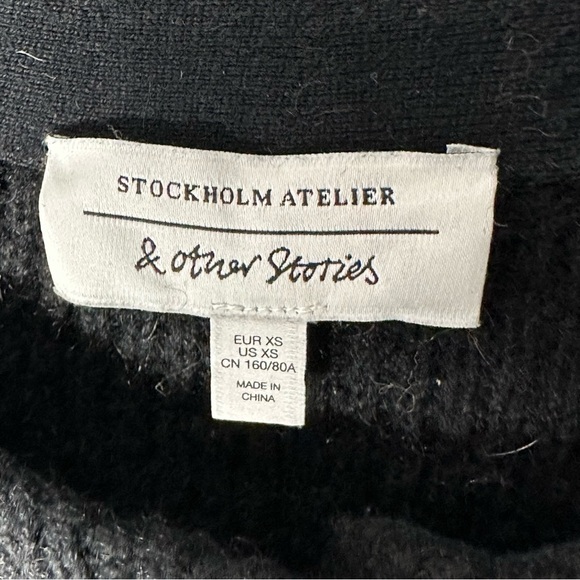 STOCKHOLM ATELIER
& other Stories
EUR XS
US XS
CN 160/80A
MADE IN
CHINA